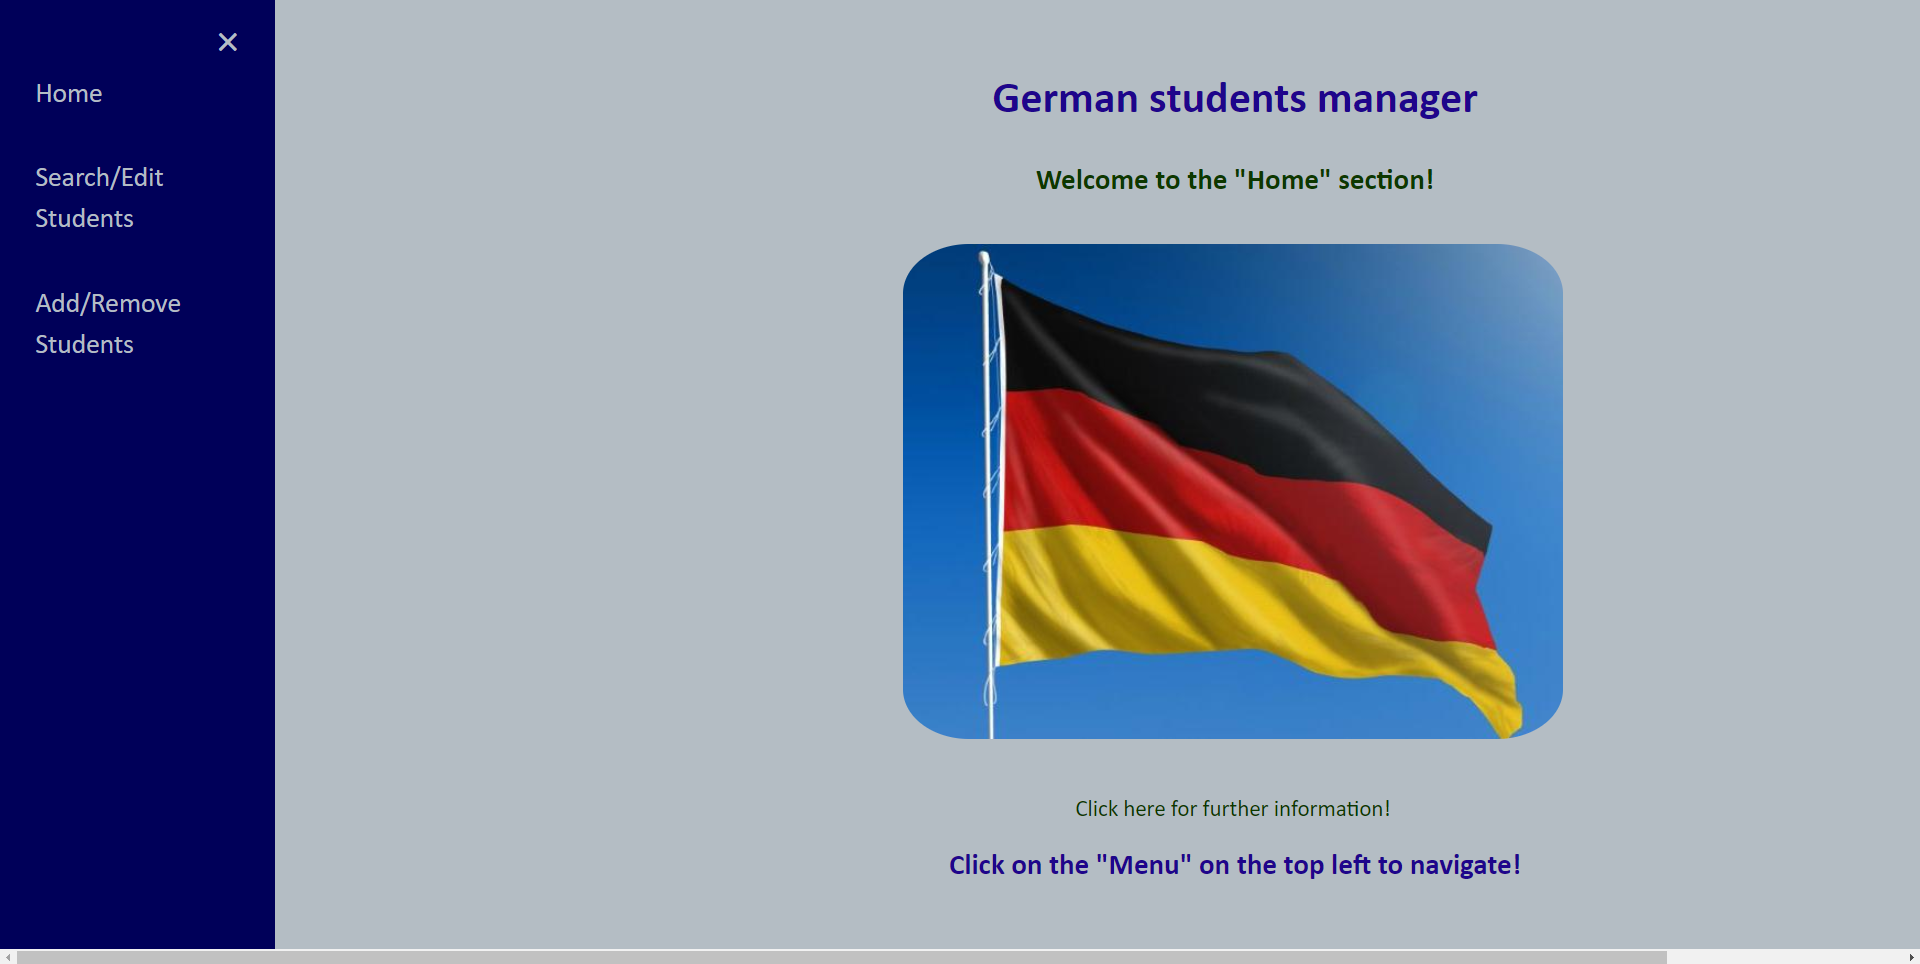 ×
Home
Search/Edit
Students
Add/Remove
Students
German students manager
Welcome to the "Home" section!
Click here for further information!
Click on the "Menu" on the top left to navigate!